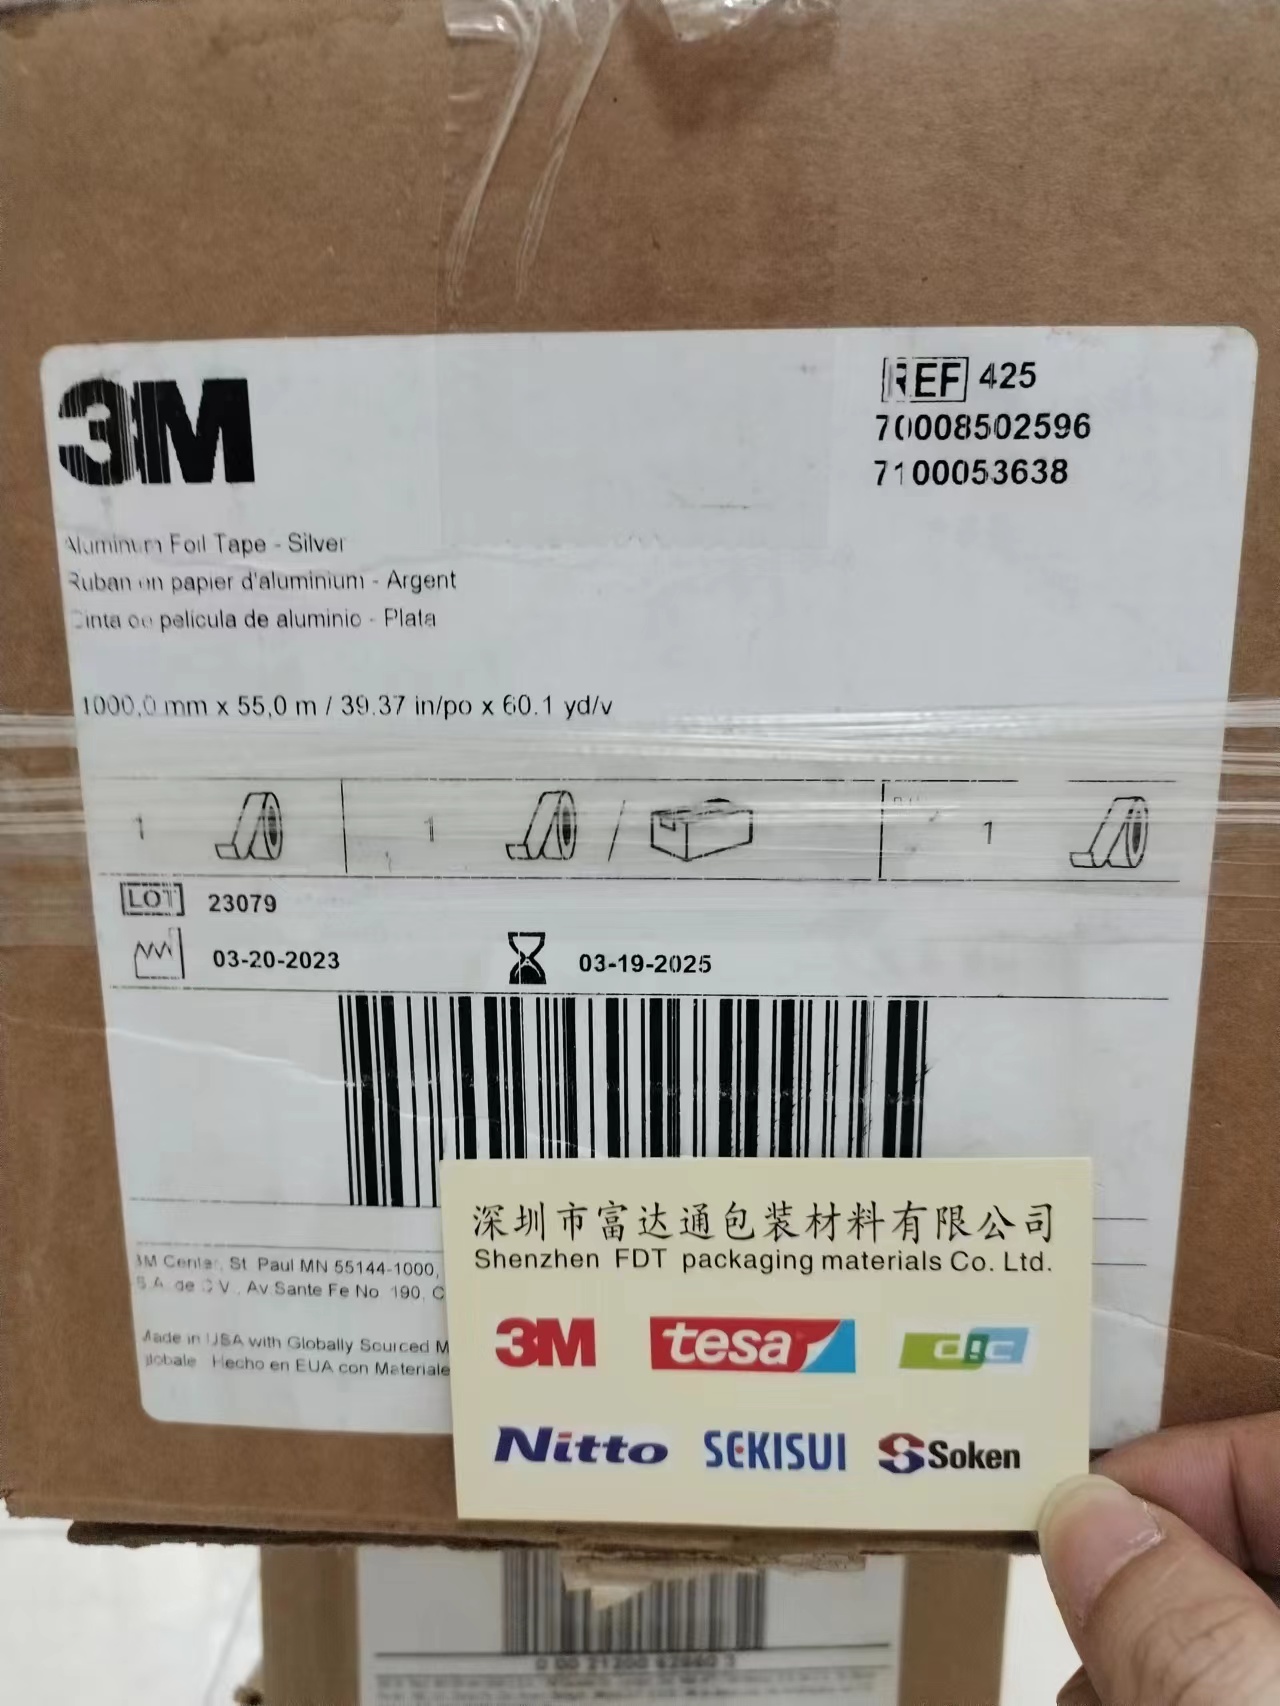 3M
REF 425
70008502596
7100053638
Aluminum Foil Tape - Silver
Ruban en papier d'aluminium - Argent
Cinta de película de aluminio - Plata
1000,0 mm x 55,0 m / 39.37 in/po x 60.1 yd/v
1 1 / 1
LOT 23079
03-20-2023 03-19-2025
3M Center, St. Paul MN 55144-1000,
S.A. de C.V., Av.Sante Fe No. 190, C
Made in USA with Globally Sourced M
globale Hecho en EUA con Materiale
深圳市富达通包装材料有限公司
Shenzhen FDT packaging materials Co. Ltd.
3M tesa dgc
Nitto SEKISUI Soken